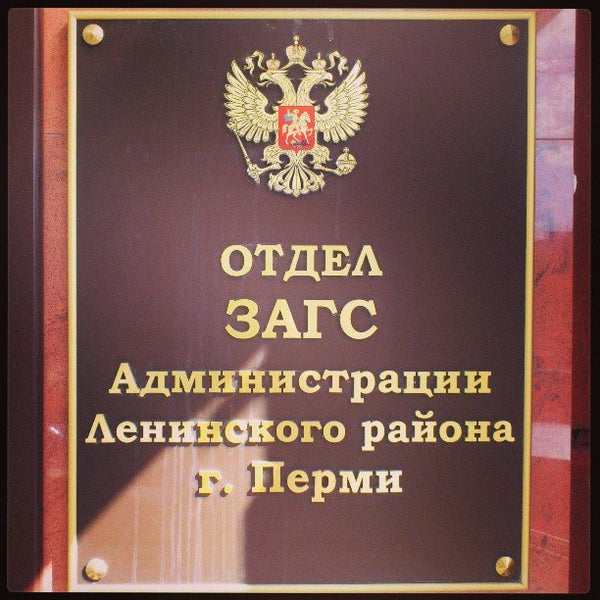 ОТДЕЛ
ЗАГС
Администрации
Ленинского района
г. Перми